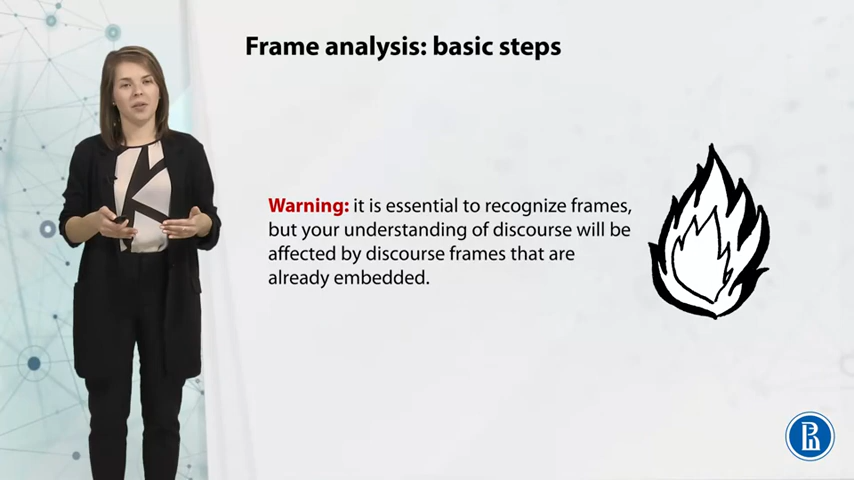 Frame analysis: basic steps
Warning: it is essential to recognize frames,
but your understanding of discourse will be
affected by discourse frames that are
already embedded.